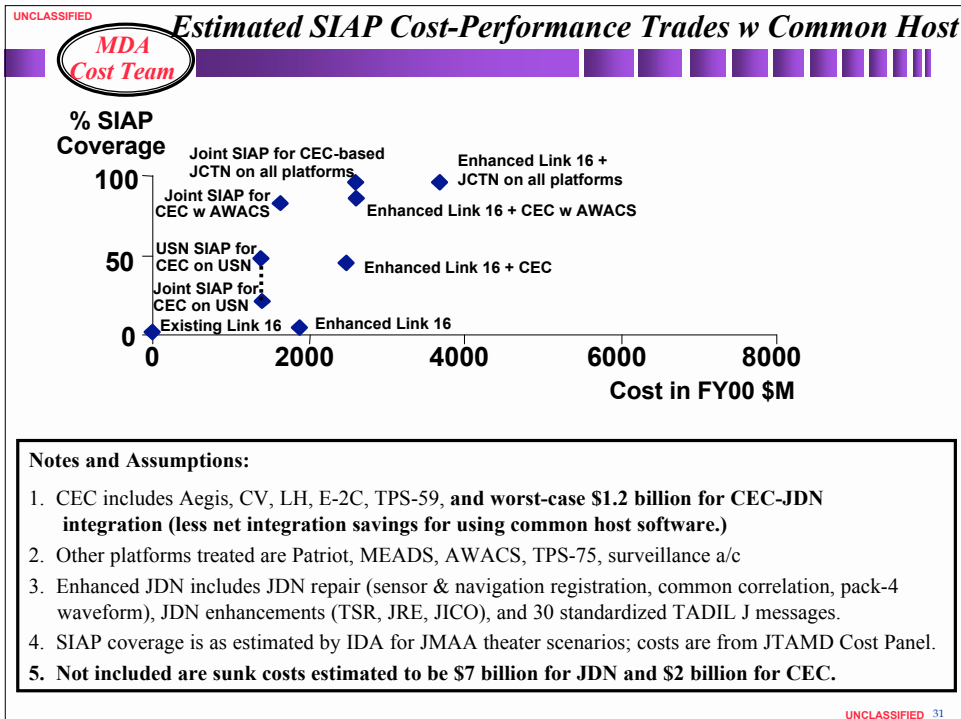 UNCLASSIFIED
Estimated SIAP Cost-Performance Trades w Common Host
MDA
Cost Team
% SIAP
Coverage
Joint SIAP for CEC-based
JCTN on all platforms
Enhanced Link 16 +
JCTN on all platforms
100
Joint SIAP for
CEC w AWACS
Enhanced Link 16 + CEC w AWACS
USN SIAP for
CEC on USN
50
Enhanced Link 16 + CEC
Joint SIAP for
CEC on USN
Existing Link 16
Enhanced Link 16
0
0
2000
4000
6000
8000
Cost in FY00 $M
Notes and Assumptions:
1. CEC includes Aegis, CV, LH, E-2C, TPS-59, and worst-case $1.2 billion for CEC-JDN
integration (less net integration savings for using common host software.)
2. Other platforms treated are Patriot, MEADS, AWACS, TPS-75, surveillance a/c
3. Enhanced JDN includes JDN repair (sensor & navigation registration, common correlation, pack-4
waveform), JDN enhancements (TSR, JRE, JICO), and 30 standardized TADIL J messages.
4. SIAP coverage is as estimated by IDA for JMAA theater scenarios; costs are from JTAMD Cost Panel.
5. Not included are sunk costs estimated to be $7 billion for JDN and $2 billion for CEC.
UNCLASSIFIED 31